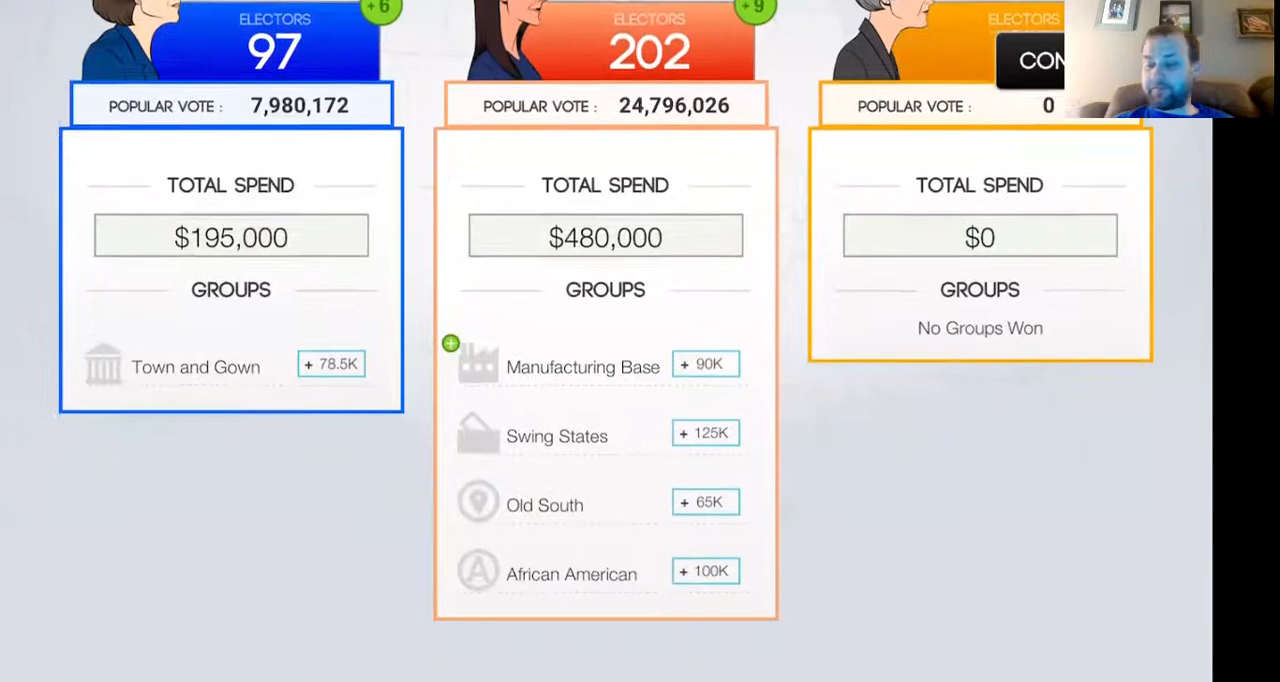 +6
ELECTORS
97
POPULAR VOTE : 7,980,172
TOTAL SPEND
$195,000
GROUPS
Town and Gown + 78.5K
+9
ELECTORS
202
POPULAR VOTE : 24,796,026
TOTAL SPEND
$480,000
GROUPS
Manufacturing Base + 90K
Swing States + 125K
Old South + 65K
A African American + 100K
ELECTORS
CON
POPULAR VOTE : 0
TOTAL SPEND
$0
GROUPS
No Groups Won